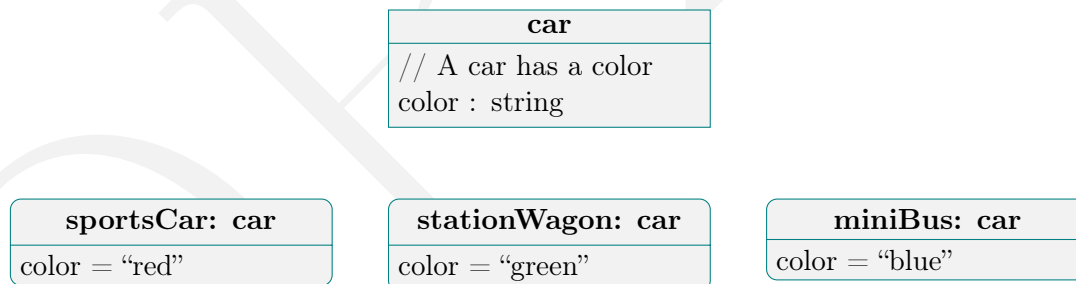 car
// A car has a color
color : string
sportsCar: car
color = “red”
stationWagon: car
color = “green”
miniBus: car
color = “blue”